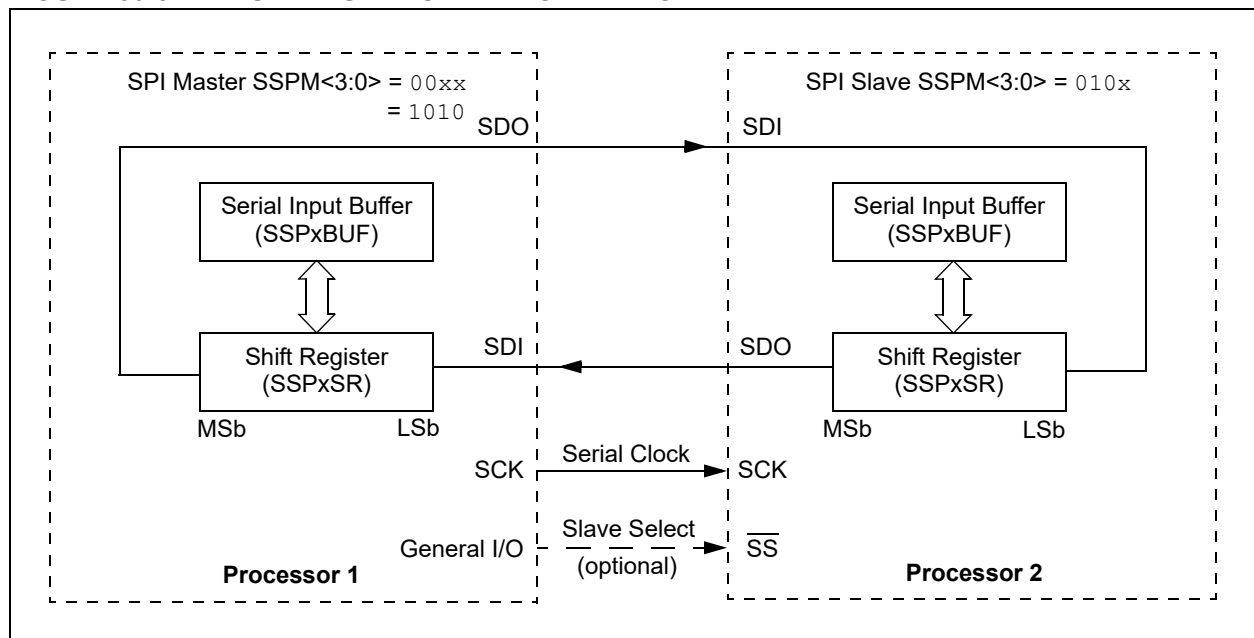 SPI Master SSPM<3:0> = 00xx
= 1010
SPI Slave SSPM<3:0> = 010x
SDO
SDI
Serial Input Buffer
(SSPxBUF)
Serial Input Buffer
(SSPxBUF)
Shift Register
(SSPxSR)
SDI
SDO
Shift Register
(SSPxSR)
MSb
LSb
MSb
LSb
SCK
Serial Clock
SCK
General I/O
Slave Select
(optional)
SS
Processor 1
Processor 2